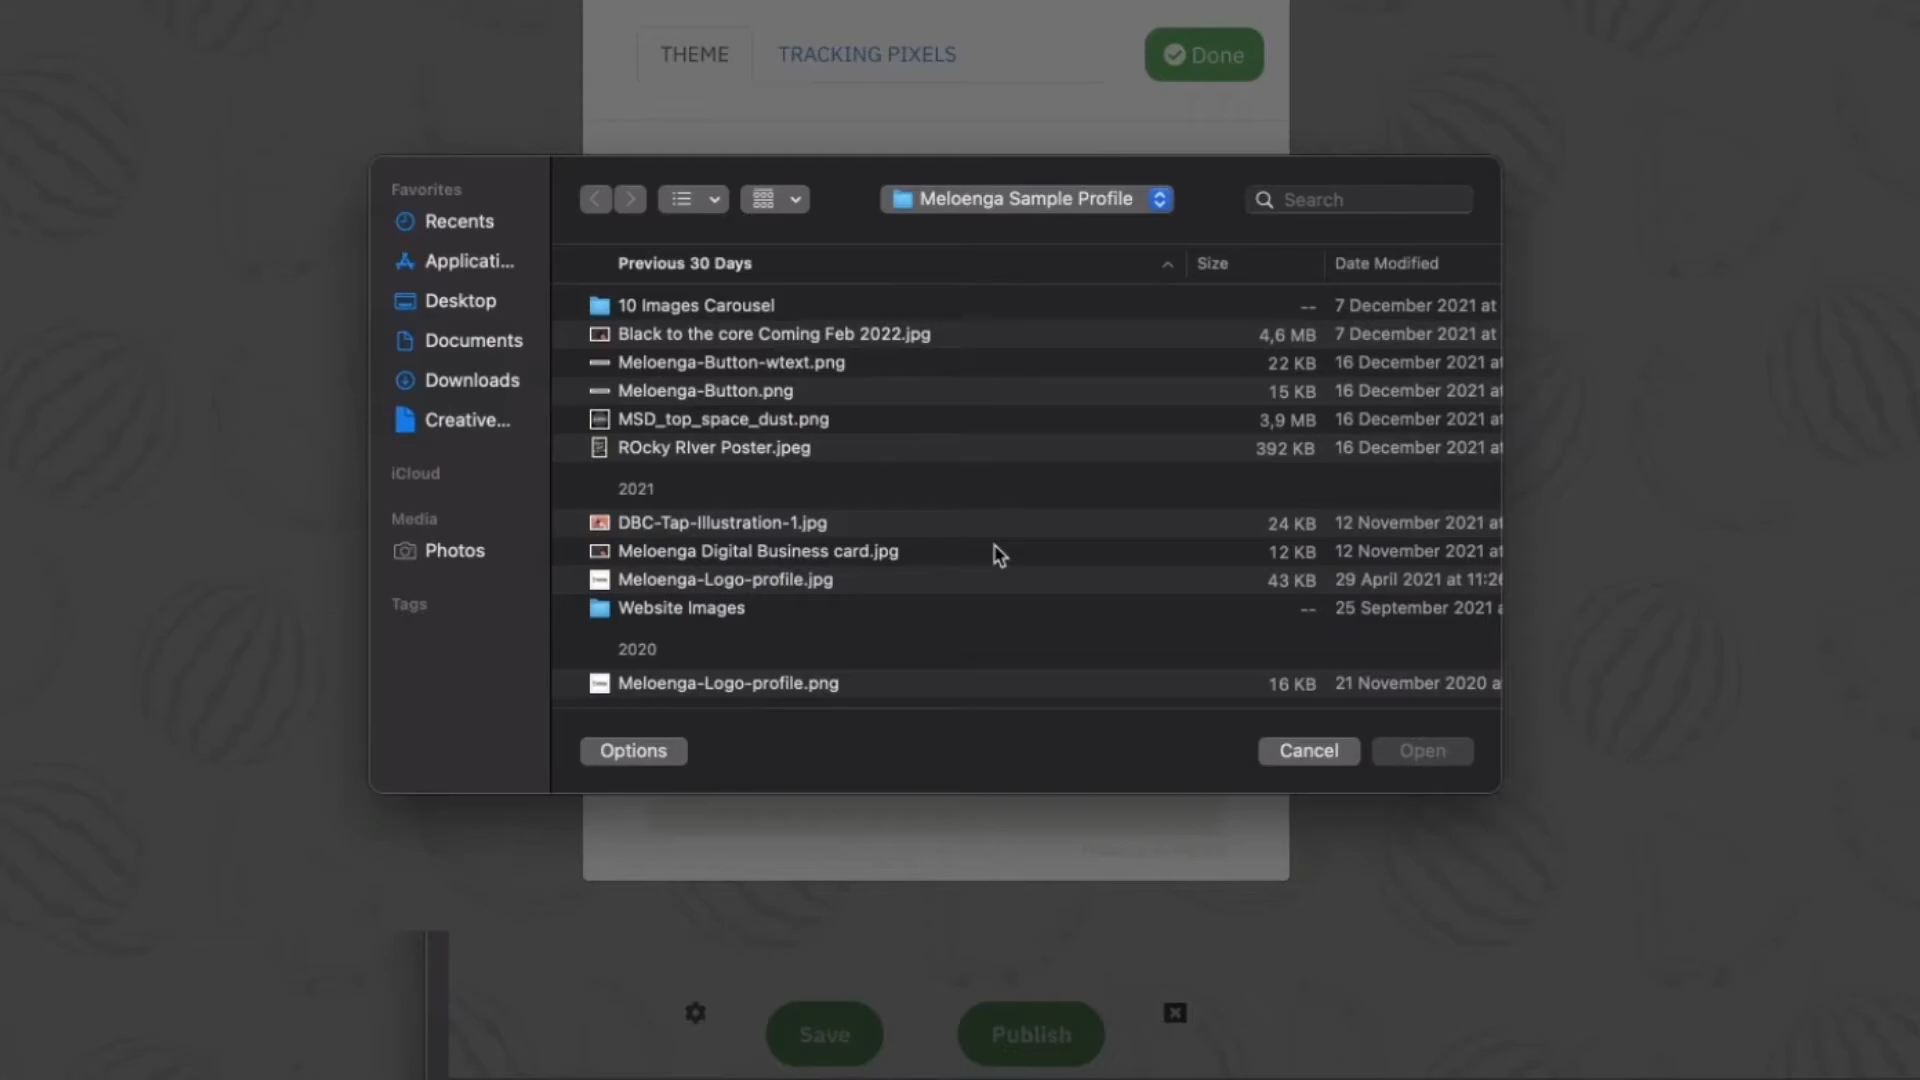 THEME
TRACKING PIXELS
Done
Favorites
Recents
Applicati...
Desktop
Documents
Downloads
Creative...
iCloud
Media
Photos
Tags
Meloenga Sample Profile
Search
Previous 30 Days Size Date Modified
10 Images Carousel -- 7 December 2021 at
Black to the core Coming Feb 2022.jpg 4,6 MB 7 December 2021 at
Meloenga-Button-wtext.png 22 KB 16 December 2021 at
Meloenga-Button.png 15 KB 16 December 2021 at
MSD_top_space_dust.png 3,9 MB 16 December 2021 at
ROcky RIver Poster.jpeg 392 KB 16 December 2021 at
2021
DBC-Tap-Illustration-1.jpg 24 KB 12 November 2021 at
Meloenga Digital Business card.jpg 12 KB 12 November 2021 at
Meloenga-Logo-profile.jpg 43 KB 29 April 2021 at 11:26
Website Images -- 25 September 2021 a
2020
Meloenga-Logo-profile.png 16 KB 21 November 2020 a
Options
Cancel
Open
Save
Publish